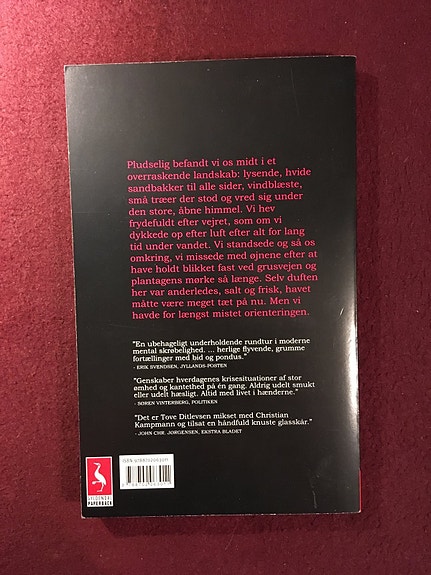 Pludselig befandt vi os midt i et
overraskende landskab: lysende, hvide
sandbakker til alle sider, vindblæste,
små træer der stod og vred sig under
den store, åbne himmel. Vi hev
frydefuldt efter vejret, som om vi
dykkede op efter luft efter alt for lang
tid under vandet. Vi standsede og så os
omkring, vi missede med øjnene efter at
have holdt blikket fast ved grusvejen og
plantagens mørke så længe. Selv duften
her var anderledes, salt og frisk, havet
måtte være meget tæt på nu. Men vi
havde for længst mistet orienteringen.
"En ubehageligt underholdende rundtur i moderne
mental skrøbelighed. ... herlige flyvende, grumme
fortællinger med bid og pondus."
- ERIK SVENDSEN, JYLLANDS-POSTEN
"Genskaber hverdagenes krisesituationer af stor
ømhed og kantethed på én gang. Aldrig udelt smukt
eller udelt hæsligt. Altid med livet i hænderne."
- SØREN VINTERBERG, POLITIKEN
"Det er Tove Ditlevsen mikset med Christian
Kampmann og tilsat en håndfuld knuste glasskår."
- JOHN CHR. JØRGENSEN, EKSTRA BLADET
GYLDENDAL
PAPERBACK